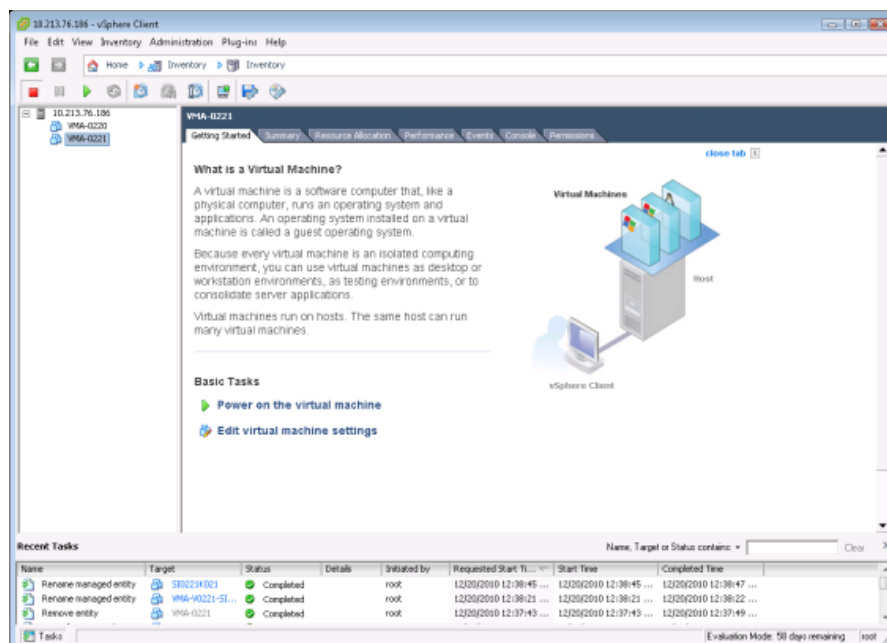 10.213.76.186 - vSphere Client
File Edit View Inventory Administration Plug-ins Help
Home Inventory Inventory
10.213.76.186
VMA-0220
VMA-0221
VMA-0221
Getting Started Summary Resource Allocation Performance Events Console Permissions
close tab
What is a Virtual Machine?
A virtual machine is a software computer that, like a
physical computer, runs an operating system and
applications. An operating system installed on a virtual
machine is called a guest operating system.
Because every virtual machine is an isolated computing
environment, you can use virtual machines as desktop or
workstation environments, as testing environments, or to
consolidate server applications.
Virtual machines run on hosts. The same host can run
many virtual machines.
Virtual Machines
Host
vSphere Client
Basic Tasks
Power on the virtual machine
Edit virtual machine settings
Recent Tasks Name, Target or Status contains: Clear
Name Target Status Details Initiated by Requested Start Ti... Start Time Completed Time
Rename managed entity SI0221K021 Completed root 12/20/2010 12:38:45 ... 12/20/2010 12:38:45 ... 12/20/2010 12:38:47 ...
Rename managed entity VMA-V0221-SI... Completed root 12/20/2010 12:38:21 ... 12/20/2010 12:38:21 ... 12/20/2010 12:38:22 ...
Remove entity VMA-0221 Completed root 12/20/2010 12:37:43 ... 12/20/2010 12:37:43 ... 12/20/2010 12:37:49 ...
Tasks Evaluation Mode: 58 days remaining root